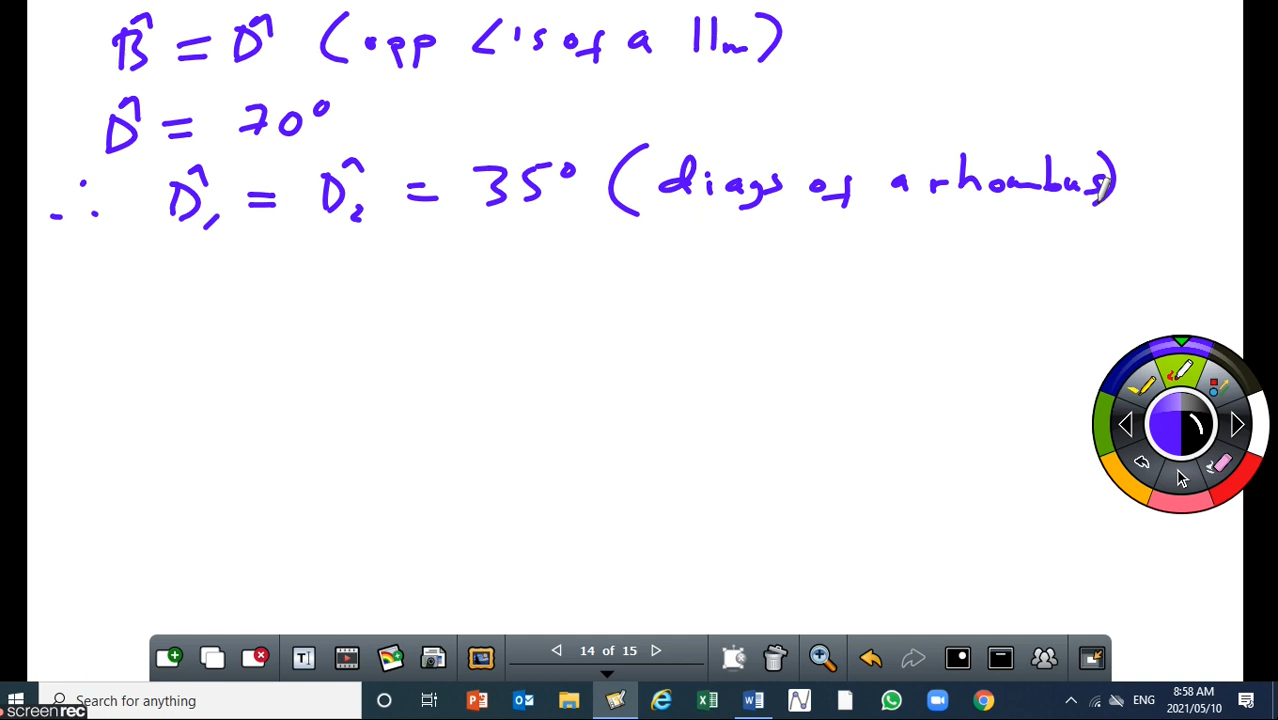 B̂ = D̂ (opp <'s of a llm)
D̂ = 70°
∴ D̂₁ = D̂₂ = 35° (diags of a rhombus)
14 of 15
Search for anything
ENG
8:58 AM
2021/05/10
screenrec